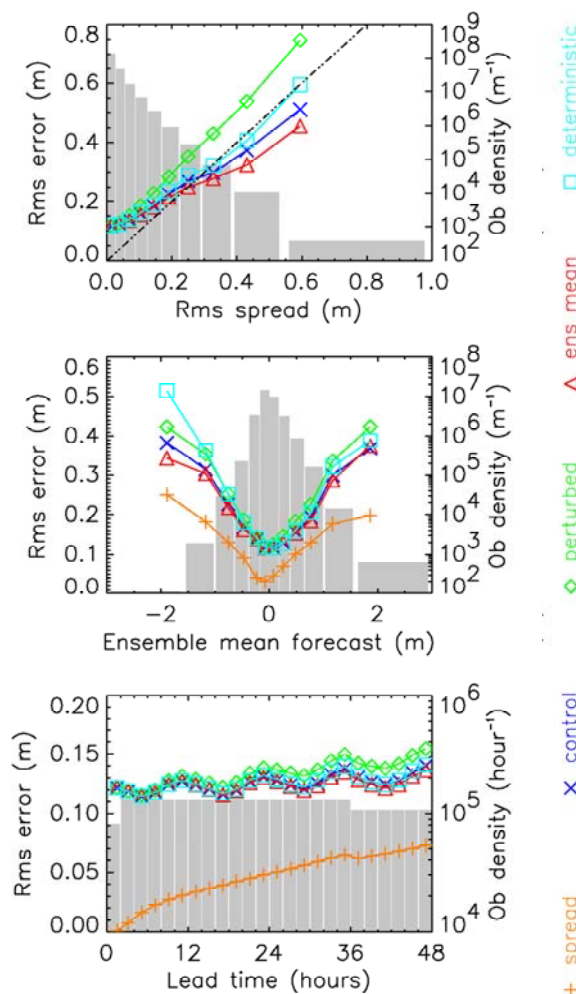 0.8
0.6
0.4
0.2
0.0
Rms error (m)
10⁹
10⁸
10⁷
10⁶
10⁵
10⁴
10³
10²
Ob density (m⁻¹)
0.0 0.2 0.4 0.6 0.8 1.0
Rms spread (m)
0.6
0.5
0.4
0.3
0.2
0.1
0.0
Rms error (m)
10⁸
10⁷
10⁶
10⁵
10⁴
10³
10²
Ob density (m⁻¹)
−2 0 2
Ensemble mean forecast (m)
0.20
0.15
0.10
0.05
0.00
Rms error (m)
10⁶
10⁵
10⁴
Ob density (hour⁻¹)
0 12 24 36 48
Lead time (hours)
deterministic
ens mean
perturbed
control
spread